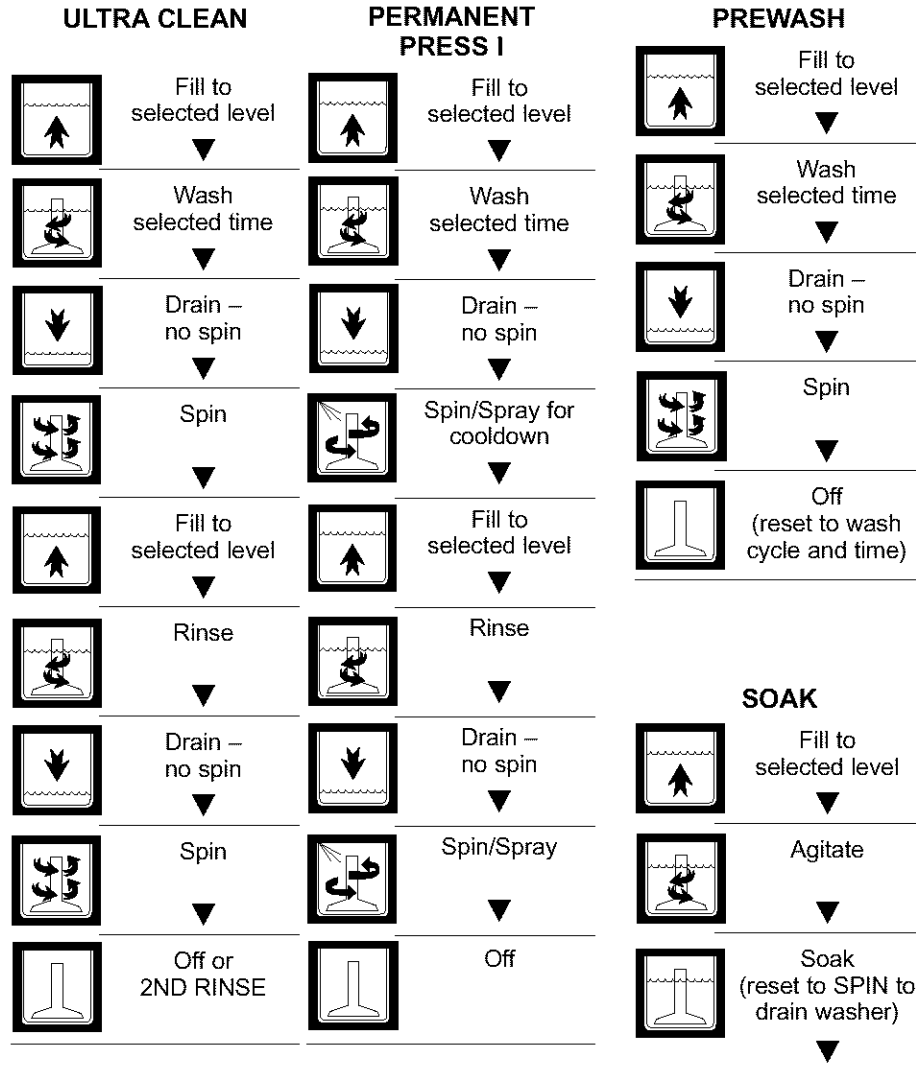 ULTRA CLEAN
Fill to
selected level
Wash
selected time
Drain –
no spin
Spin
Fill to
selected level
Rinse
Drain –
no spin
Spin
Off or
2ND RINSE
PERMANENT
PRESS I
Fill to
selected level
Wash
selected time
Drain –
no spin
Spin/Spray for
cooldown
Fill to
selected level
Rinse
Drain –
no spin
Spin/Spray
Off
PREWASH
Fill to
selected level
Wash
selected time
Drain –
no spin
Spin
Off
(reset to wash
cycle and time)
SOAK
Fill to
selected level
Agitate
Soak
(reset to SPIN to
drain washer)